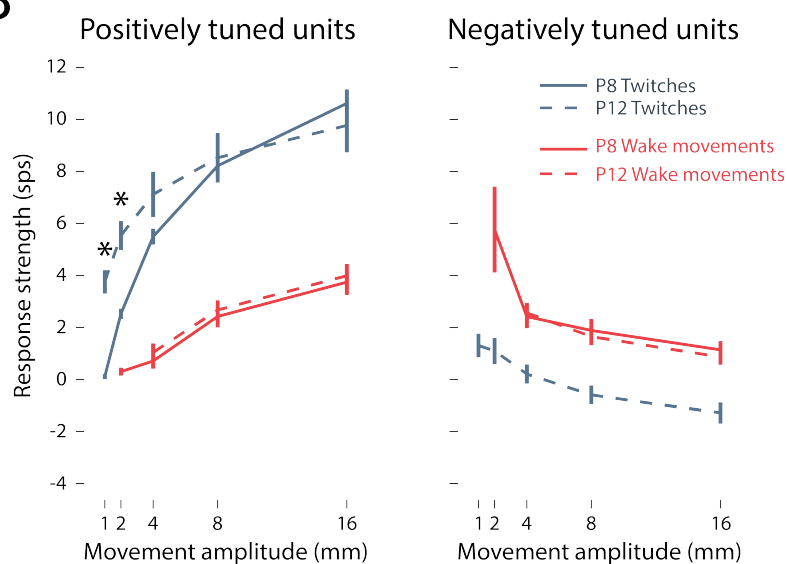 Positively tuned units
Negatively tuned units
12
10
8
6
4
2
0
-2
-4
Response strength (sps)
*
*
1 2 4 8 16
Movement amplitude (mm)
P8 Twitches
P12 Twitches
P8 Wake movements
P12 Wake movements
1 2 4 8 16
Movement amplitude (mm)